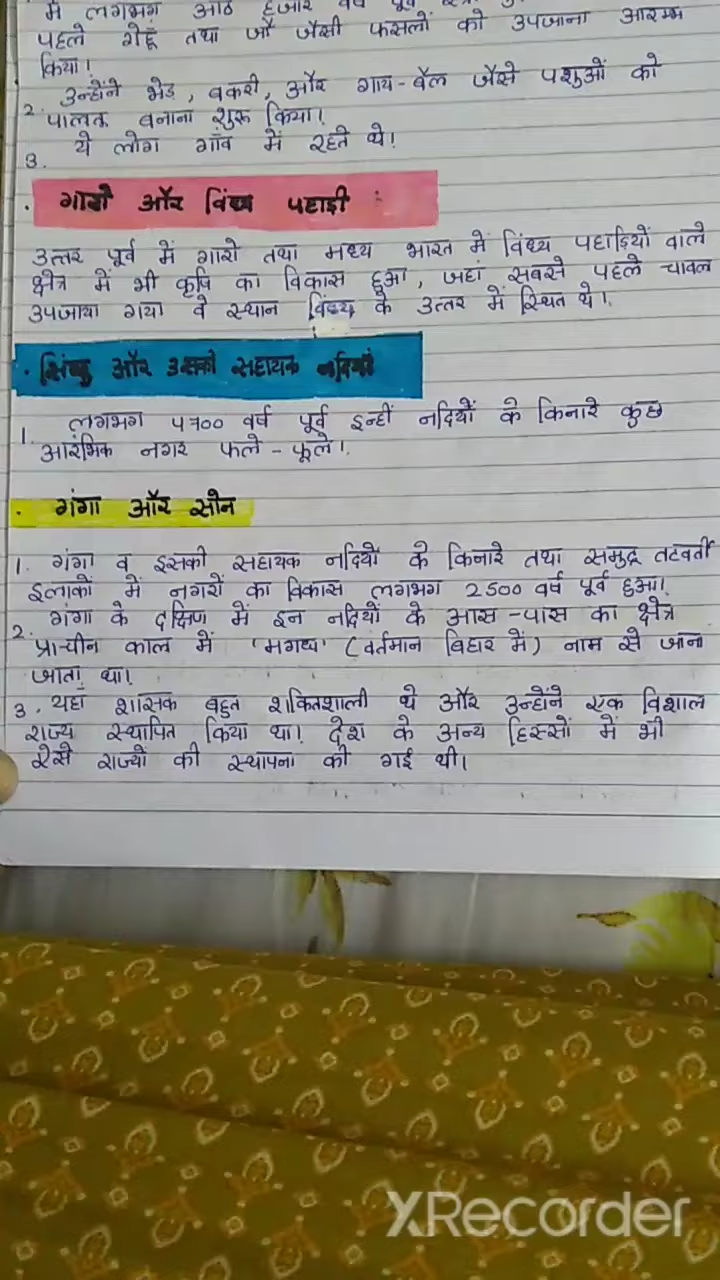 में लगभग आठ हजार वर्ष पूर्व
पहले गेहूं तथा जौ जैसी फसलों को उपजाना आरम्भ
किया।
उन्होंने भेड़, बकरी, और गाय-बैल जैसे पशुओं को
2. पालतू बनाना शुरू किया।
ये लोग गाँव में रहते थे।
3.
· गारो और विंध्य पहाड़ी :
उत्तर पूर्व में गारो तथा मध्य भारत में विंध्य पहाड़ियों वाले
क्षेत्र में भी कृषि का विकास हुआ, जहां सबसे पहले चावल
उपजाया गया वे स्थान विंध्य के उत्तर में स्थित थे।
· सिंधु और उसकी सहायक नदियां
लगभग 4700 वर्ष पूर्व इन्हीं नदियों के किनारे कुछ
1. आरंभिक नगर फले-फूले।
· गंगा और सोन
1. गंगा व इसकी सहायक नदियों के किनारे तथा समुद्र तटवर्ती
इलाकों में नगरों का विकास लगभग 2500 वर्ष पूर्व हुआ।
गंगा के दक्षिण में इन नदियों के आस-पास का क्षेत्र
2. प्राचीन काल में 'मगध' (वर्तमान बिहार में) नाम से जाना
जाता था।
3. यहाँ शासक बहुत शक्तिशाली थे और उन्होंने एक विशाल
राज्य स्थापित किया था। देश के अन्य हिस्सों में भी
ऐसे राज्यों की स्थापना की गई थी।
XRecorder